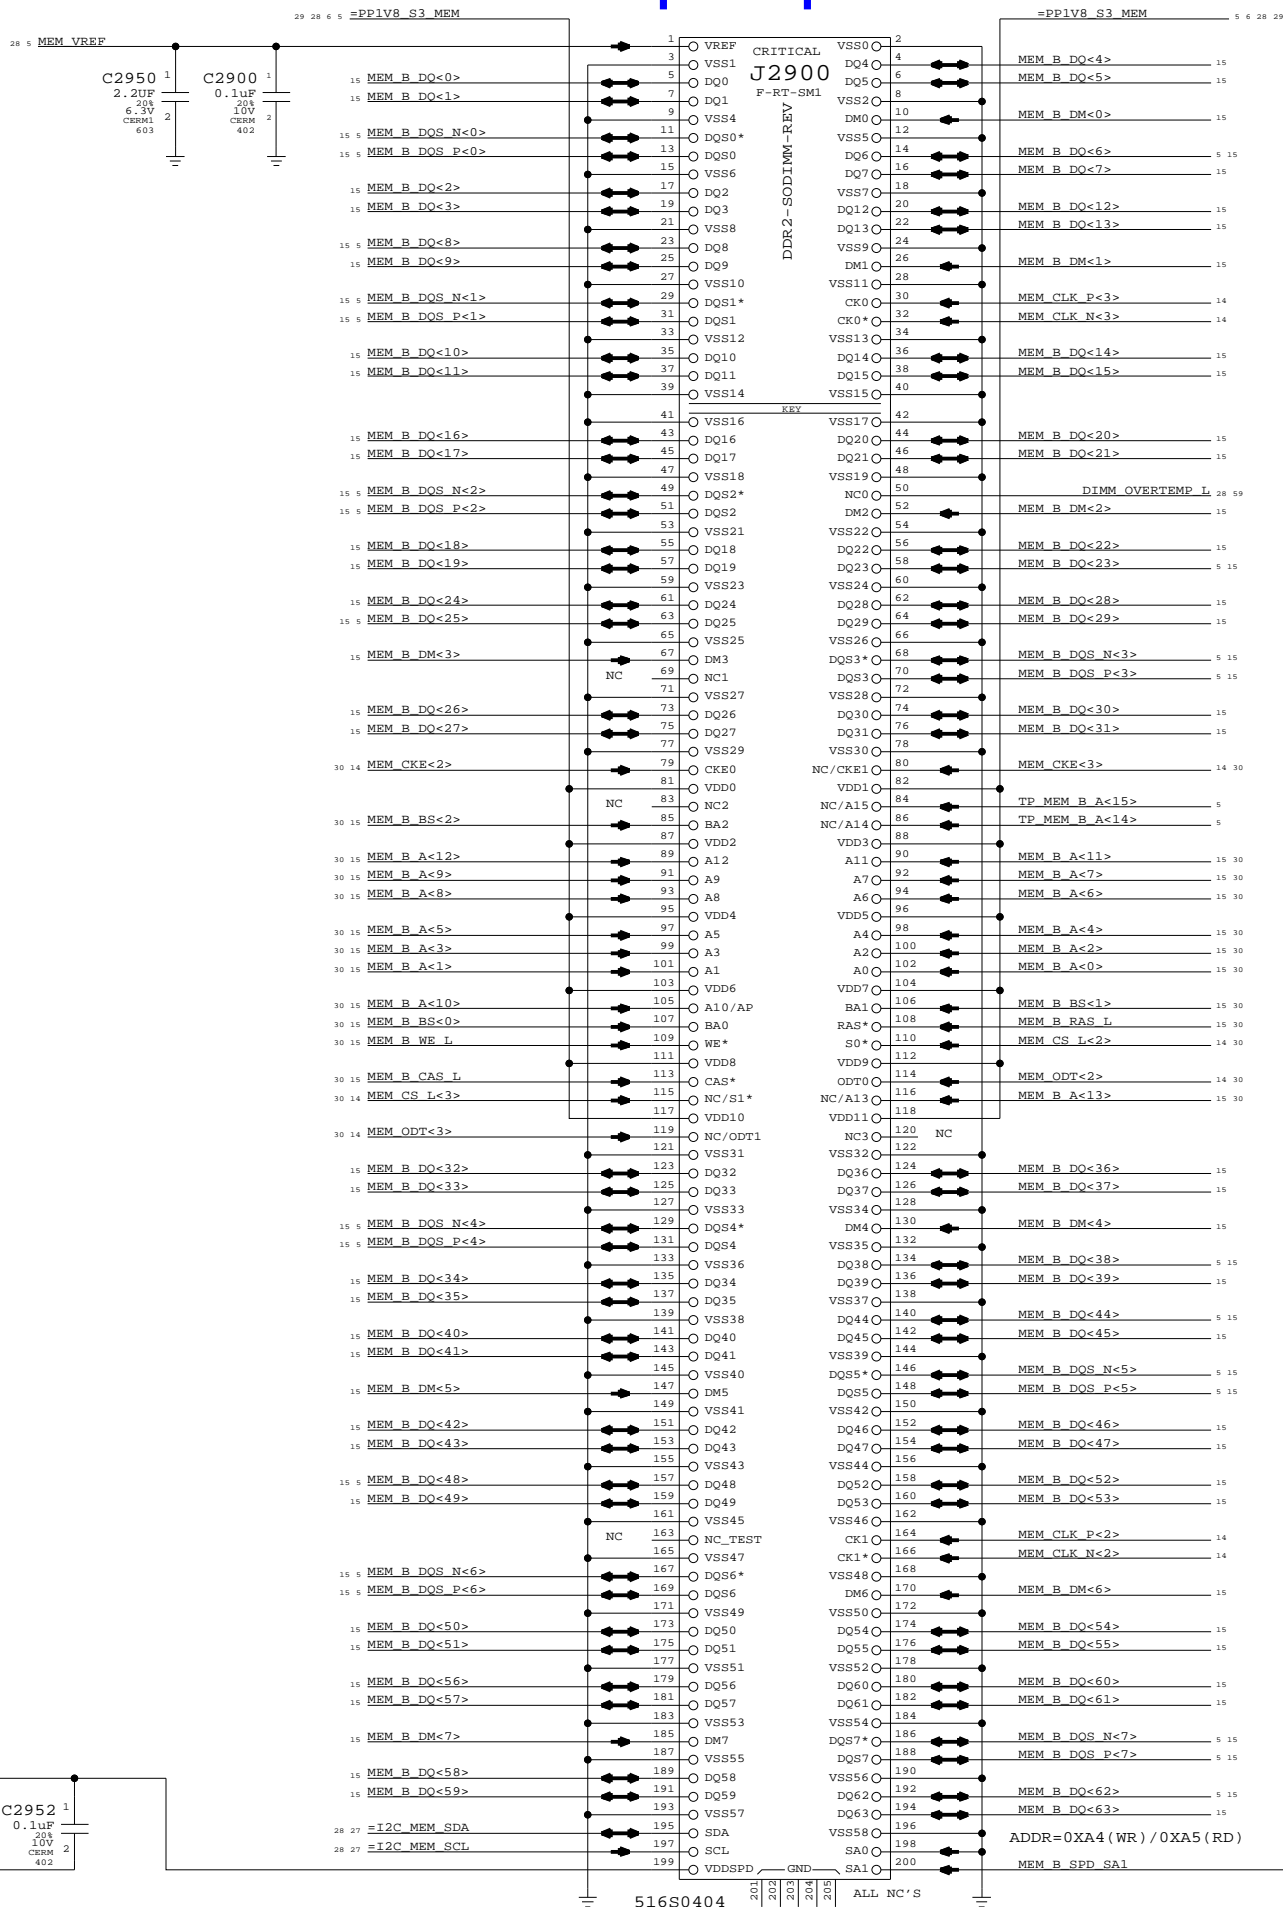 29 28 6 5 =PP1V8_S3_MEM =PP1V8_S3_MEM 5 6 28 29
28 5 MEM_VREF 1 VREF VSS0 2
CRITICAL
J2900
F-RT-SM1
DDR2-SODIMM-REV
C2950 1
2.2UF
20%
6.3V
CERM1 2
603
C2900 1
0.1uF
20%
10V
CERM 2
402
3 VSS1 DQ4 4 MEM_B_DQ<4> 15
15 MEM_B_DQ<0> 5 DQ0 DQ5 6 MEM_B_DQ<5> 15
15 MEM_B_DQ<1> 7 DQ1 VSS2 8
9 VSS4 DM0 10 MEM_B_DM<0> 15
15 5 MEM_B_DQS_N<0> 11 DQS0* VSS5 12
15 5 MEM_B_DQS_P<0> 13 DQS0 DQ6 14 MEM_B_DQ<6> 5 15
15 VSS6 DQ7 16 MEM_B_DQ<7> 15
15 MEM_B_DQ<2> 17 DQ2 VSS7 18
15 MEM_B_DQ<3> 19 DQ3 DQ12 20 MEM_B_DQ<12> 15
21 VSS8 DQ13 22 MEM_B_DQ<13> 15
15 5 MEM_B_DQ<8> 23 DQ8 VSS9 24
15 MEM_B_DQ<9> 25 DQ9 DM1 26 MEM_B_DM<1> 15
27 VSS10 VSS11 28
15 5 MEM_B_DQS_N<1> 29 DQS1* CK0 30 MEM_CLK_P<3> 14
15 5 MEM_B_DQS_P<1> 31 DQS1 CK0* 32 MEM_CLK_N<3> 14
33 VSS12 VSS13 34
15 MEM_B_DQ<10> 35 DQ10 DQ14 36 MEM_B_DQ<14> 15
15 MEM_B_DQ<11> 37 DQ11 DQ15 38 MEM_B_DQ<15> 15
39 VSS14 VSS15 40
KEY
41 VSS16 VSS17 42
15 MEM_B_DQ<16> 43 DQ16 DQ20 44 MEM_B_DQ<20> 15
15 MEM_B_DQ<17> 45 DQ17 DQ21 46 MEM_B_DQ<21> 15
47 VSS18 VSS19 48
15 5 MEM_B_DQS_N<2> 49 DQS2* NC0 50 DIMM_OVERTEMP_L 28 59
15 5 MEM_B_DQS_P<2> 51 DQS2 DM2 52 MEM_B_DM<2> 15
53 VSS21 VSS22 54
15 MEM_B_DQ<18> 55 DQ18 DQ22 56 MEM_B_DQ<22> 15
15 MEM_B_DQ<19> 57 DQ19 DQ23 58 MEM_B_DQ<23> 5 15
59 VSS23 VSS24 60
15 MEM_B_DQ<24> 61 DQ24 DQ28 62 MEM_B_DQ<28> 15
15 5 MEM_B_DQ<25> 63 DQ25 DQ29 64 MEM_B_DQ<29> 15
65 VSS25 VSS26 66
15 MEM_B_DM<3> 67 DM3 DQS3* 68 MEM_B_DQS_N<3> 5 15
NC 69 NC1 DQS3 70 MEM_B_DQS_P<3> 5 15
71 VSS27 VSS28 72
15 MEM_B_DQ<26> 73 DQ26 DQ30 74 MEM_B_DQ<30> 15
15 MEM_B_DQ<27> 75 DQ27 DQ31 76 MEM_B_DQ<31> 15
77 VSS29 VSS30 78
30 14 MEM_CKE<2> 79 CKE0 NC/CKE1 80 MEM_CKE<3> 14 30
81 VDD0 VDD1 82
NC 83 NC2 NC/A15 84 TP_MEM_B_A<15> 5
30 15 MEM_B_BS<2> 85 BA2 NC/A14 86 TP_MEM_B_A<14> 5
87 VDD2 VDD3 88
30 15 MEM_B_A<12> 89 A12 A11 90 MEM_B_A<11> 15 30
30 15 MEM_B_A<9> 91 A9 A7 92 MEM_B_A<7> 15 30
30 15 MEM_B_A<8> 93 A8 A6 94 MEM_B_A<6> 15 30
95 VDD4 VDD5 96
30 15 MEM_B_A<5> 97 A5 A4 98 MEM_B_A<4> 15 30
30 15 MEM_B_A<3> 99 A3 A2 100 MEM_B_A<2> 15 30
30 15 MEM_B_A<1> 101 A1 A0 102 MEM_B_A<0> 15 30
103 VDD6 VDD7 104
30 15 MEM_B_A<10> 105 A10/AP BA1 106 MEM_B_BS<1> 15 30
30 15 MEM_B_BS<0> 107 BA0 RAS* 108 MEM_B_RAS_L 15 30
30 15 MEM_B_WE_L 109 WE* S0* 110 MEM_CS_L<2> 14 30
111 VDD8 VDD9 112
30 15 MEM_B_CAS_L 113 CAS* ODT0 114 MEM_ODT<2> 14 30
30 14 MEM_CS_L<3> 115 NC/S1* NC/A13 116 MEM_B_A<13> 15 30
117 VDD10 VDD11 118
30 14 MEM_ODT<3> 119 NC/ODT1 NC3 120 NC
121 VSS31 VSS32 122
15 MEM_B_DQ<32> 123 DQ32 DQ36 124 MEM_B_DQ<36> 15
15 MEM_B_DQ<33> 125 DQ33 DQ37 126 MEM_B_DQ<37> 15
127 VSS33 VSS34 128
15 5 MEM_B_DQS_N<4> 129 DQS4* DM4 130 MEM_B_DM<4> 15
15 5 MEM_B_DQS_P<4> 131 DQS4 VSS35 132
133 VSS36 DQ38 134 MEM_B_DQ<38> 5 15
15 MEM_B_DQ<34> 135 DQ34 DQ39 136 MEM_B_DQ<39> 15
15 MEM_B_DQ<35> 137 DQ35 VSS37 138
139 VSS38 DQ44 140 MEM_B_DQ<44> 5 15
15 MEM_B_DQ<40> 141 DQ40 DQ45 142 MEM_B_DQ<45> 15
15 MEM_B_DQ<41> 143 DQ41 VSS39 144
145 VSS40 DQS5* 146 MEM_B_DQS_N<5> 5 15
15 MEM_B_DM<5> 147 DM5 DQS5 148 MEM_B_DQS_P<5> 5 15
149 VSS41 VSS42 150
15 MEM_B_DQ<42> 151 DQ42 DQ46 152 MEM_B_DQ<46> 15
15 MEM_B_DQ<43> 153 DQ43 DQ47 154 MEM_B_DQ<47> 15
155 VSS43 VSS44 156
15 5 MEM_B_DQ<48> 157 DQ48 DQ52 158 MEM_B_DQ<52> 15
15 MEM_B_DQ<49> 159 DQ49 DQ53 160 MEM_B_DQ<53> 15
161 VSS45 VSS46 162
NC 163 NC_TEST CK1 164 MEM_CLK_P<2> 14
165 VSS47 CK1* 166 MEM_CLK_N<2> 14
15 5 MEM_B_DQS_N<6> 167 DQS6* VSS48 168
15 5 MEM_B_DQS_P<6> 169 DQS6 DM6 170 MEM_B_DM<6> 15
171 VSS49 VSS50 172
15 MEM_B_DQ<50> 173 DQ50 DQ54 174 MEM_B_DQ<54> 15
15 MEM_B_DQ<51> 175 DQ51 DQ55 176 MEM_B_DQ<55> 15
177 VSS51 VSS52 178
15 MEM_B_DQ<56> 179 DQ56 DQ60 180 MEM_B_DQ<60> 15
15 MEM_B_DQ<57> 181 DQ57 DQ61 182 MEM_B_DQ<61> 15
183 VSS53 VSS54 184
15 MEM_B_DM<7> 185 DM7 DQS7* 186 MEM_B_DQS_N<7> 5 15
187 VSS55 DQS7 188 MEM_B_DQS_P<7> 5 15
15 MEM_B_DQ<58> 189 DQ58 VSS56 190
15 MEM_B_DQ<59> 191 DQ59 DQ62 192 MEM_B_DQ<62> 5 15
193 VSS57 DQ63 194 MEM_B_DQ<63> 15
28 27 =I2C_MEM_SDA 195 SDA VSS58 196
ADDR=0XA4(WR)/0XA5(RD)
28 27 =I2C_MEM_SCL 197 SCL SA0 198
199 VDDSPD GND SA1 200 MEM_B_SPD_SA1
C2952 1
0.1uF
20%
10V
CERM 2
402
201 202 203 204 205
516S0404 ALL NC'S